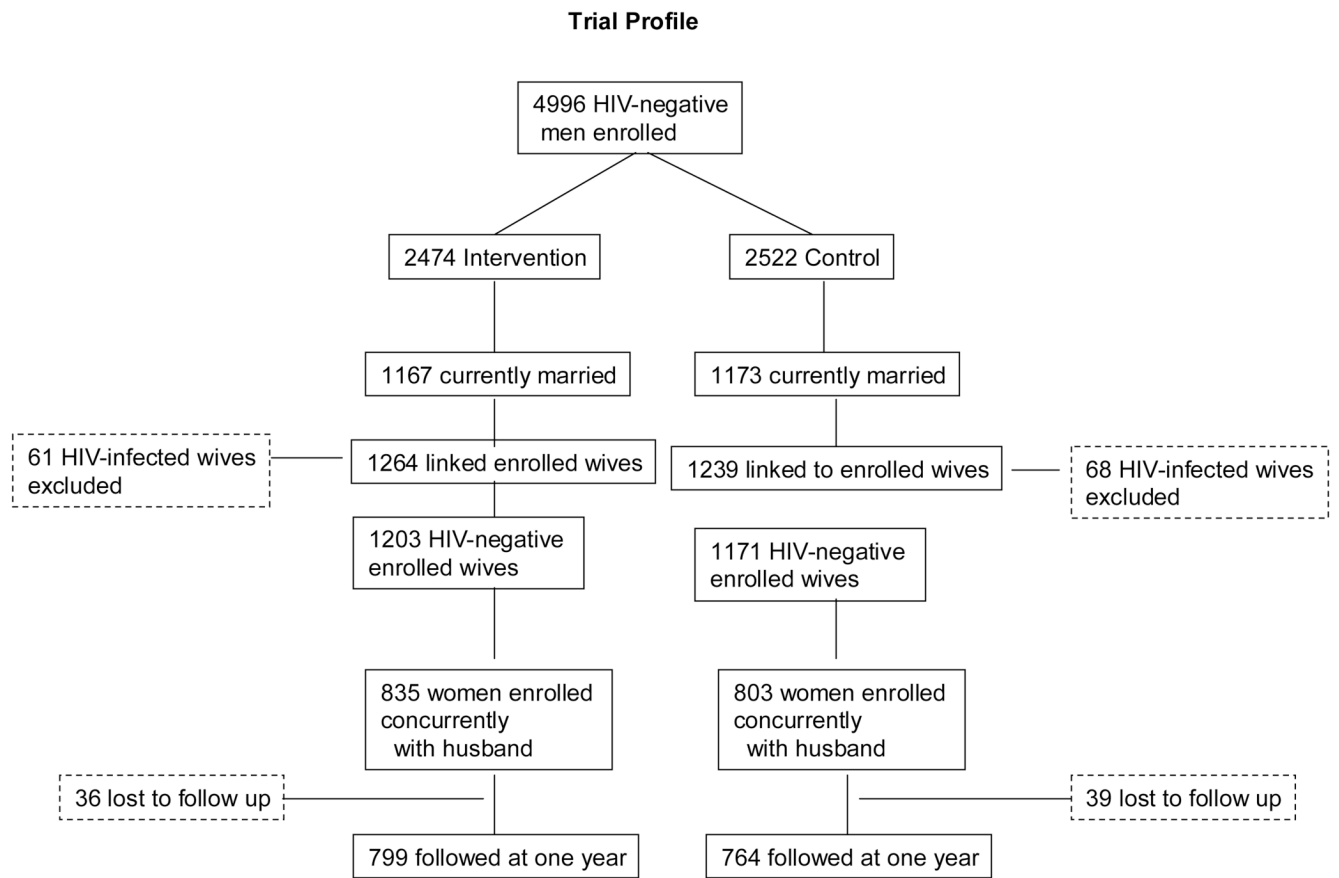 Trial Profile
4996 HIV-negative
men enrolled
2474 Intervention
2522 Control
1167 currently married
1173 currently married
61 HIV-infected wives
excluded
1264 linked enrolled wives
1239 linked to enrolled wives
68 HIV-infected wives
excluded
1203 HIV-negative
enrolled wives
1171 HIV-negative
enrolled wives
835 women enrolled
concurrently
with husband
803 women enrolled
concurrently
with husband
36 lost to follow up
39 lost to follow up
799 followed at one year
764 followed at one year